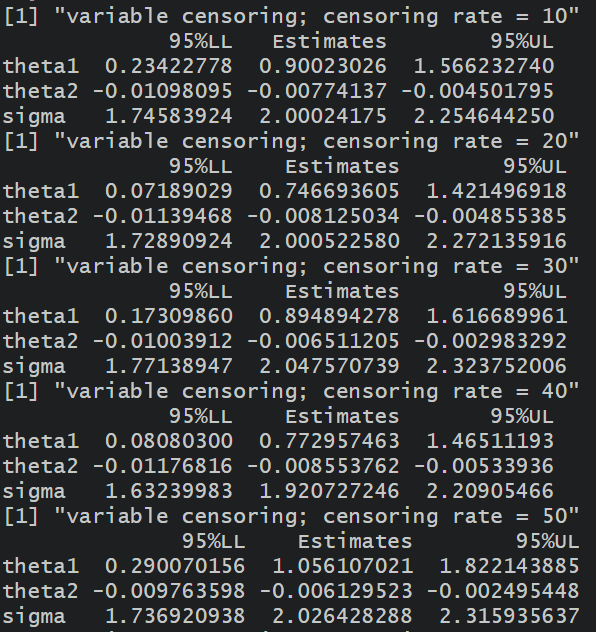 [1] "variable censoring; censoring rate = 10"
95%LL Estimates 95%UL
theta1 0.23422778 0.90023026 1.566232740
theta2 -0.01098095 -0.00774137 -0.004501795
sigma 1.74583924 2.00024175 2.254644250
[1] "variable censoring; censoring rate = 20"
95%LL Estimates 95%UL
theta1 0.07189029 0.746693605 1.421496918
theta2 -0.01139468 -0.008125034 -0.004855385
sigma 1.72890924 2.000522580 2.272135916
[1] "variable censoring; censoring rate = 30"
95%LL Estimates 95%UL
theta1 0.17309860 0.894894278 1.616689961
theta2 -0.01003912 -0.006511205 -0.002983292
sigma 1.77138947 2.047570739 2.323752006
[1] "variable censoring; censoring rate = 40"
95%LL Estimates 95%UL
theta1 0.08080300 0.772957463 1.46511193
theta2 -0.01176816 -0.008553762 -0.00533936
sigma 1.63239983 1.920727246 2.20905466
[1] "variable censoring; censoring rate = 50"
95%LL Estimates 95%UL
theta1 0.290070156 1.056107021 1.822143885
theta2 -0.009763598 -0.006129523 -0.002495448
sigma 1.736920938 2.026428288 2.315935637